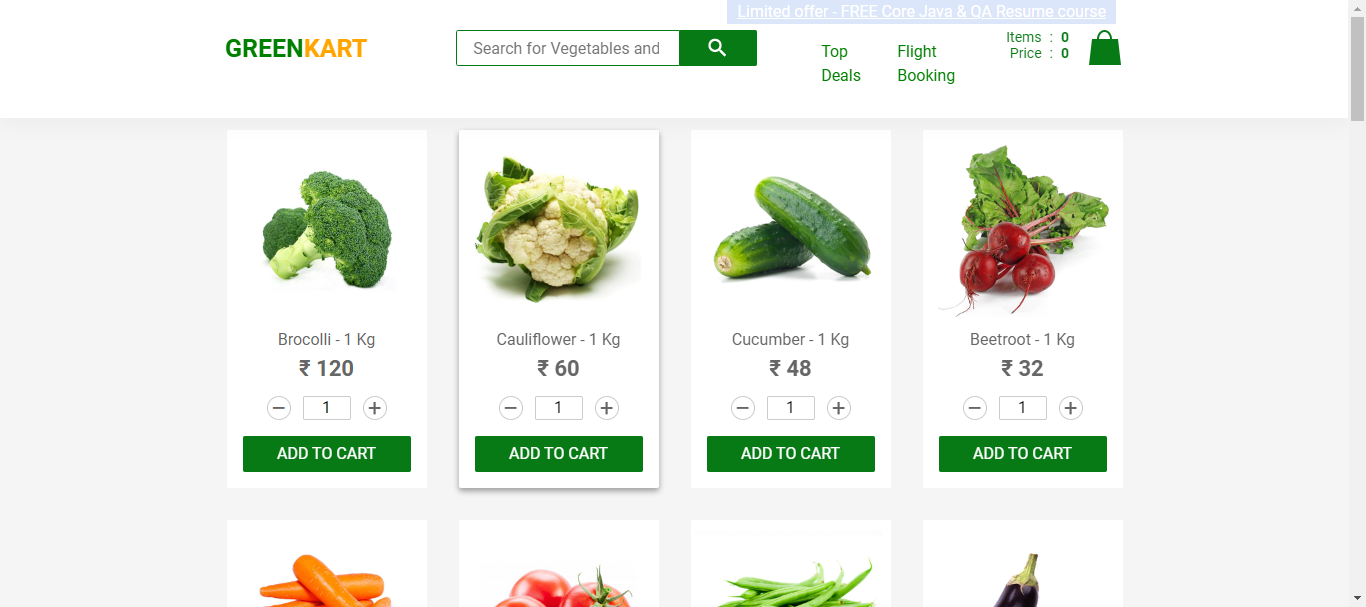 Limited offer - FREE Core Java & QA Resume course
GREENKART
Search for Vegetables and
Top
Deals
Flight
Booking
Items : 0
Price : 0
Brocolli - 1 Kg
₹ 120
− 1 +
ADD TO CART
Cauliflower - 1 Kg
₹ 60
− 1 +
ADD TO CART
Cucumber - 1 Kg
₹ 48
− 1 +
ADD TO CART
Beetroot - 1 Kg
₹ 32
− 1 +
ADD TO CART